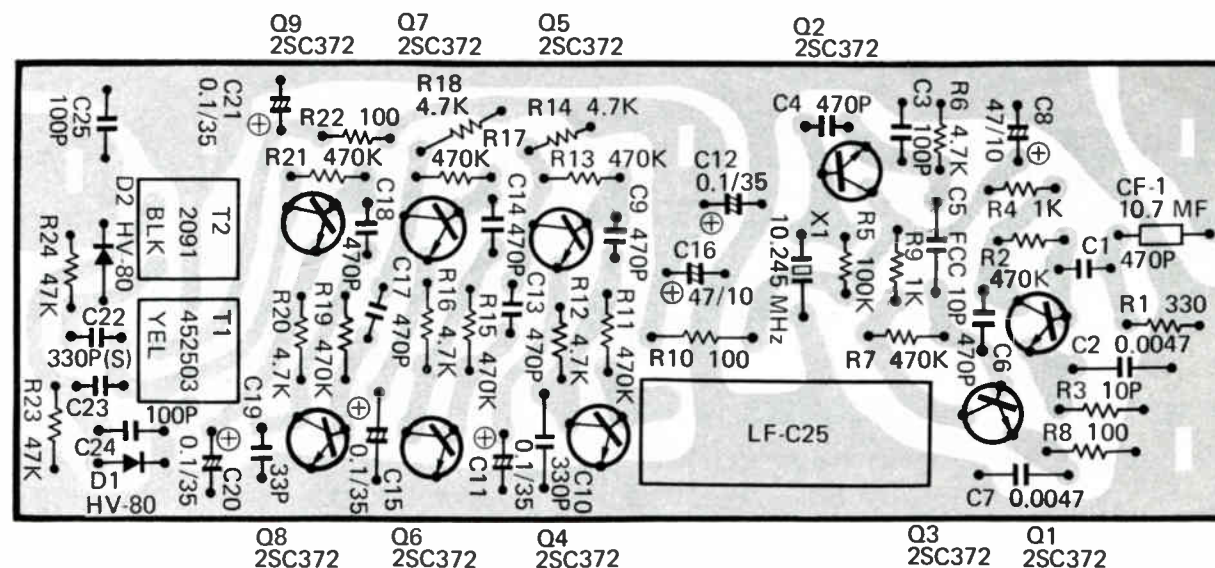 Q9
2SC372
Q7
2SC372
Q5
2SC372
Q2
2SC372
C25
100P
C21
0.1/35
R22 100
R18
4.7K
R17
R14 4.7K
C4 470P
C3
100P
R6
4.7K
C8
47/10
R21 470K
470K
R13 470K
C12
0.1/35
D2 HV-80
T2
2091
BLK
R24 47K
C18
470P
C14
470P
C9
470P
C16
47/10
X1
10.245 MHz
R5
100K
R9 1K
C5
FCC 10P
R4 1K
R2
470K
C1
CF-1
10.7 MF
470P
C22
330P(S)
C23
T1
4525503
YEL
R20 4.7K
R19 470K
C17 470P
R16 4.7K
R15 470K
C13 470P
R12 4.7K
R11 470K
R10 100
R7 470K
470P
C6
R1 330
C2 0.0047
R3 10P
R8 100
R23 47K
C24
100P
D1
HV-80
0.1/35
C20
C19
33P
0.1/35
C15
C11
0.1/35
330P
C10
LF-C25
C7 0.0047
Q8
2SC372
Q6
2SC372
Q4
2SC372
Q3
2SC372
Q1
2SC372